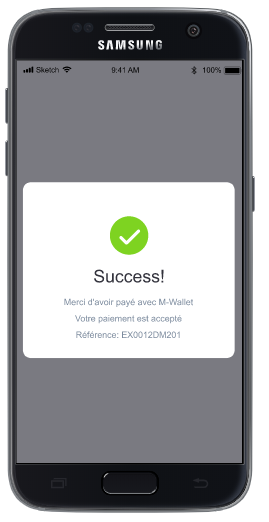 SAMSUNG
Sketch 9:41 AM 100%
Success!
Merci d'avoir payé avec M-Wallet
Votre paiement est accepté
Référence: EX0012DM201